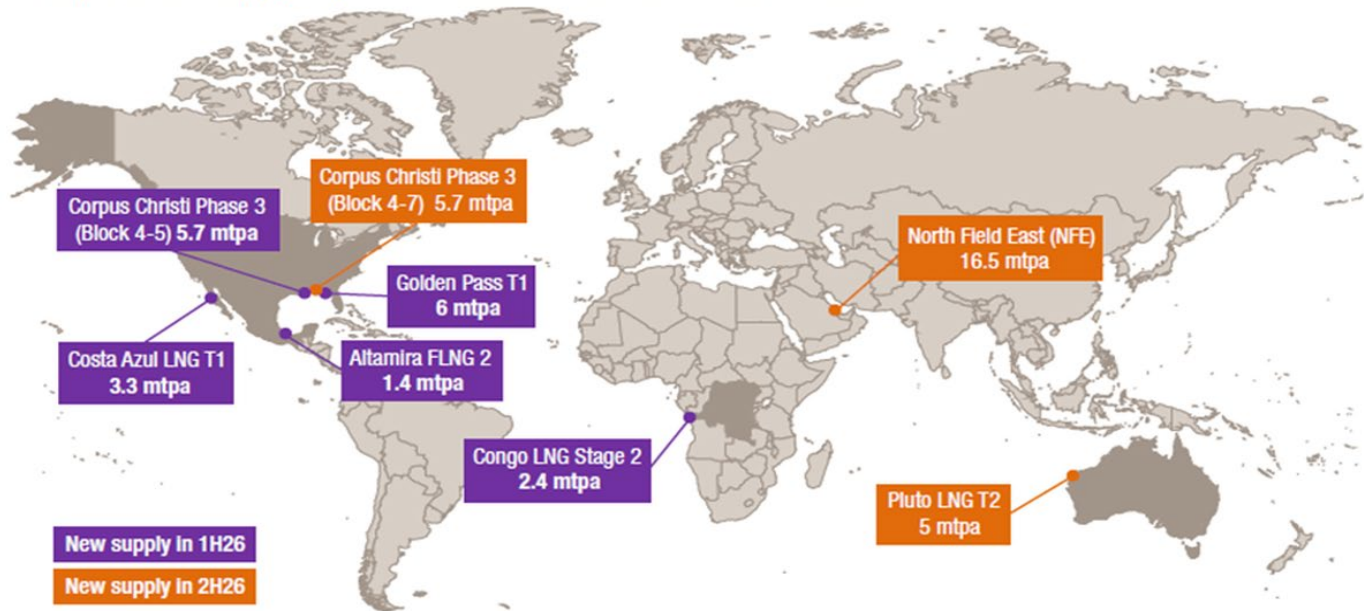 Corpus Christi Phase 3
(Block 4-7) 5.7 mtpa
Corpus Christi Phase 3
(Block 4-5) 5.7 mtpa
North Field East (NFE)
16.5 mtpa
Golden Pass T1
6 mtpa
Costa Azul LNG T1
3.3 mtpa
Altamira FLNG 2
1.4 mtpa
Congo LNG Stage 2
2.4 mtpa
Pluto LNG T2
5 mtpa
New supply in 1H26
New supply in 2H26